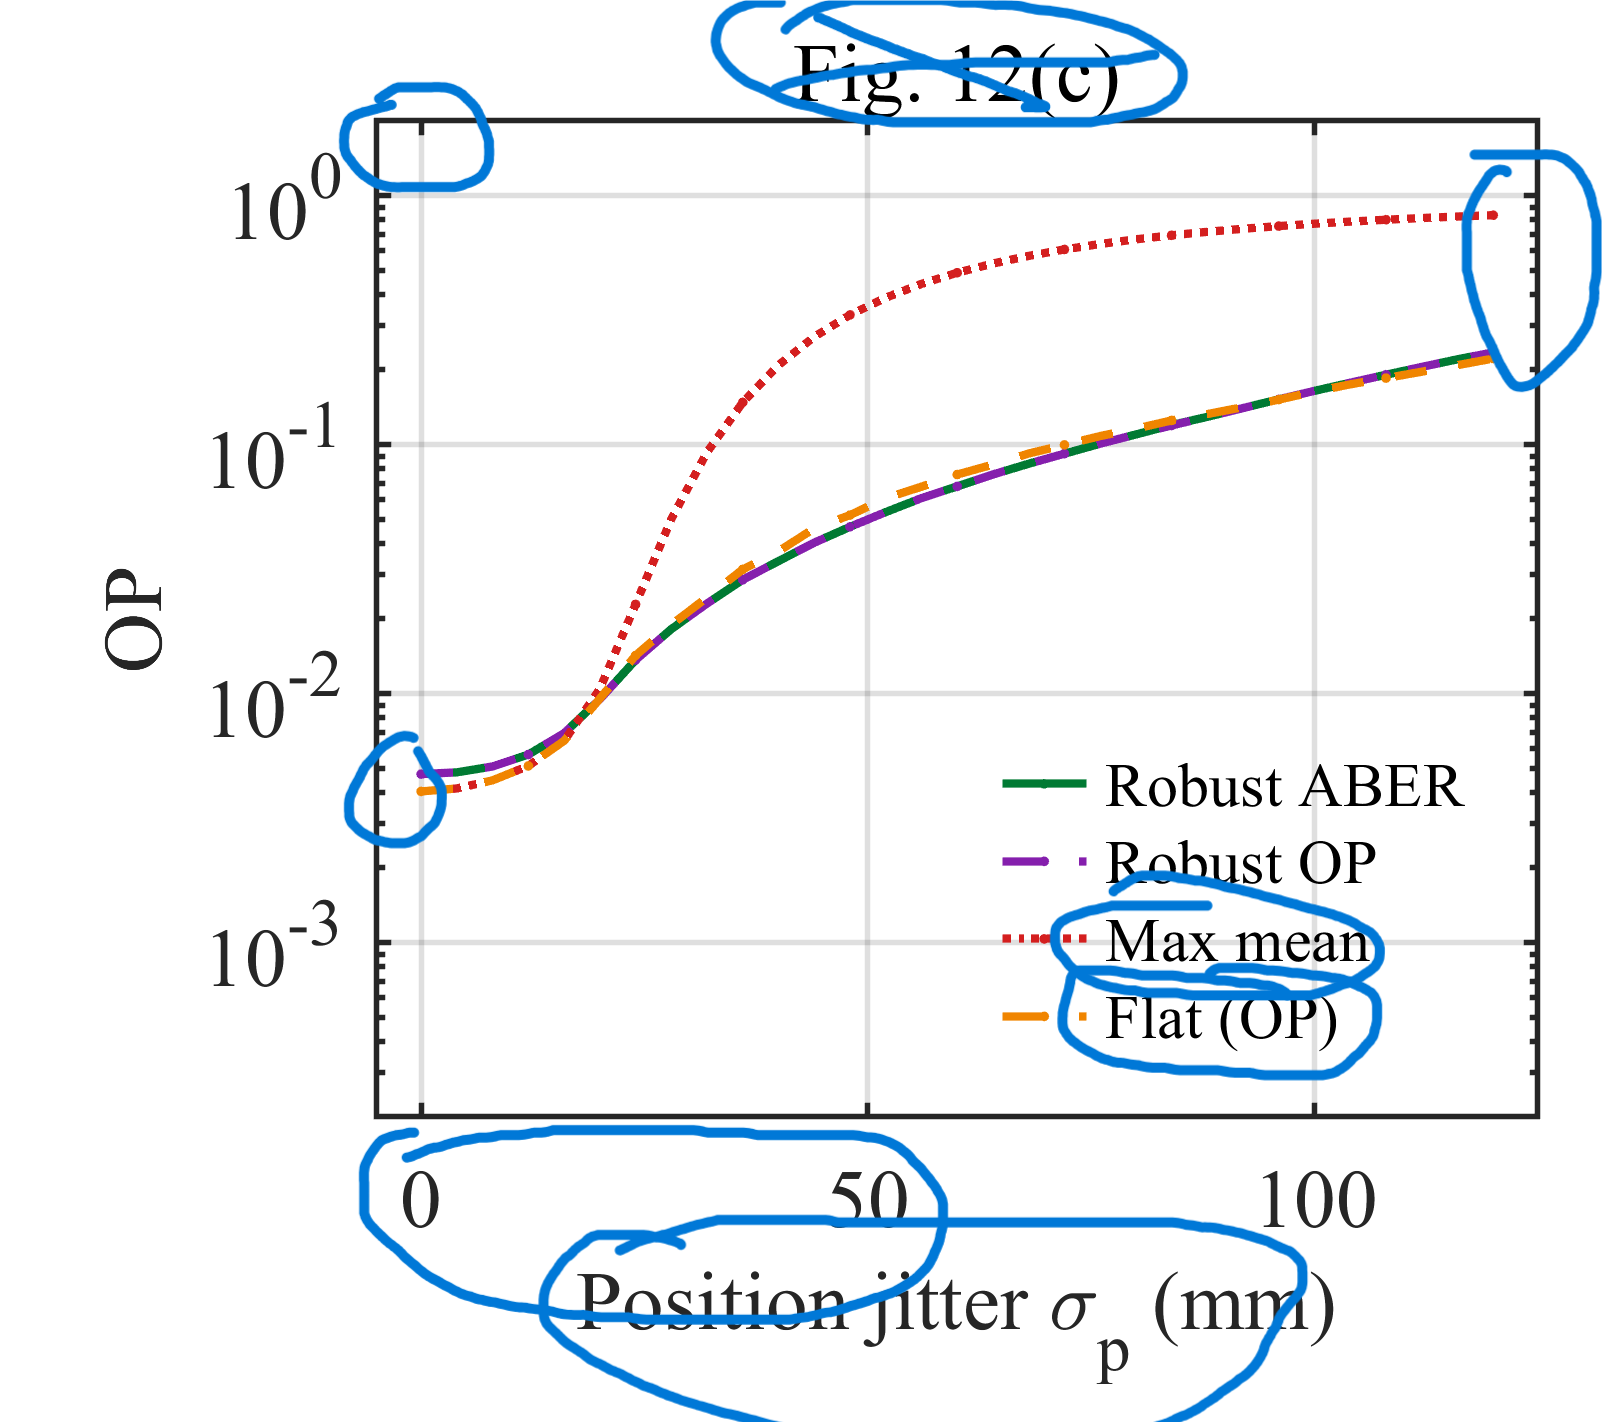 Fig. 12(c)
10^0
10^-1
10^-2
10^-3
OP
Robust ABER
Robust OP
Max mean
Flat (OP)
0 50 100
Position jitter σ_p (mm)